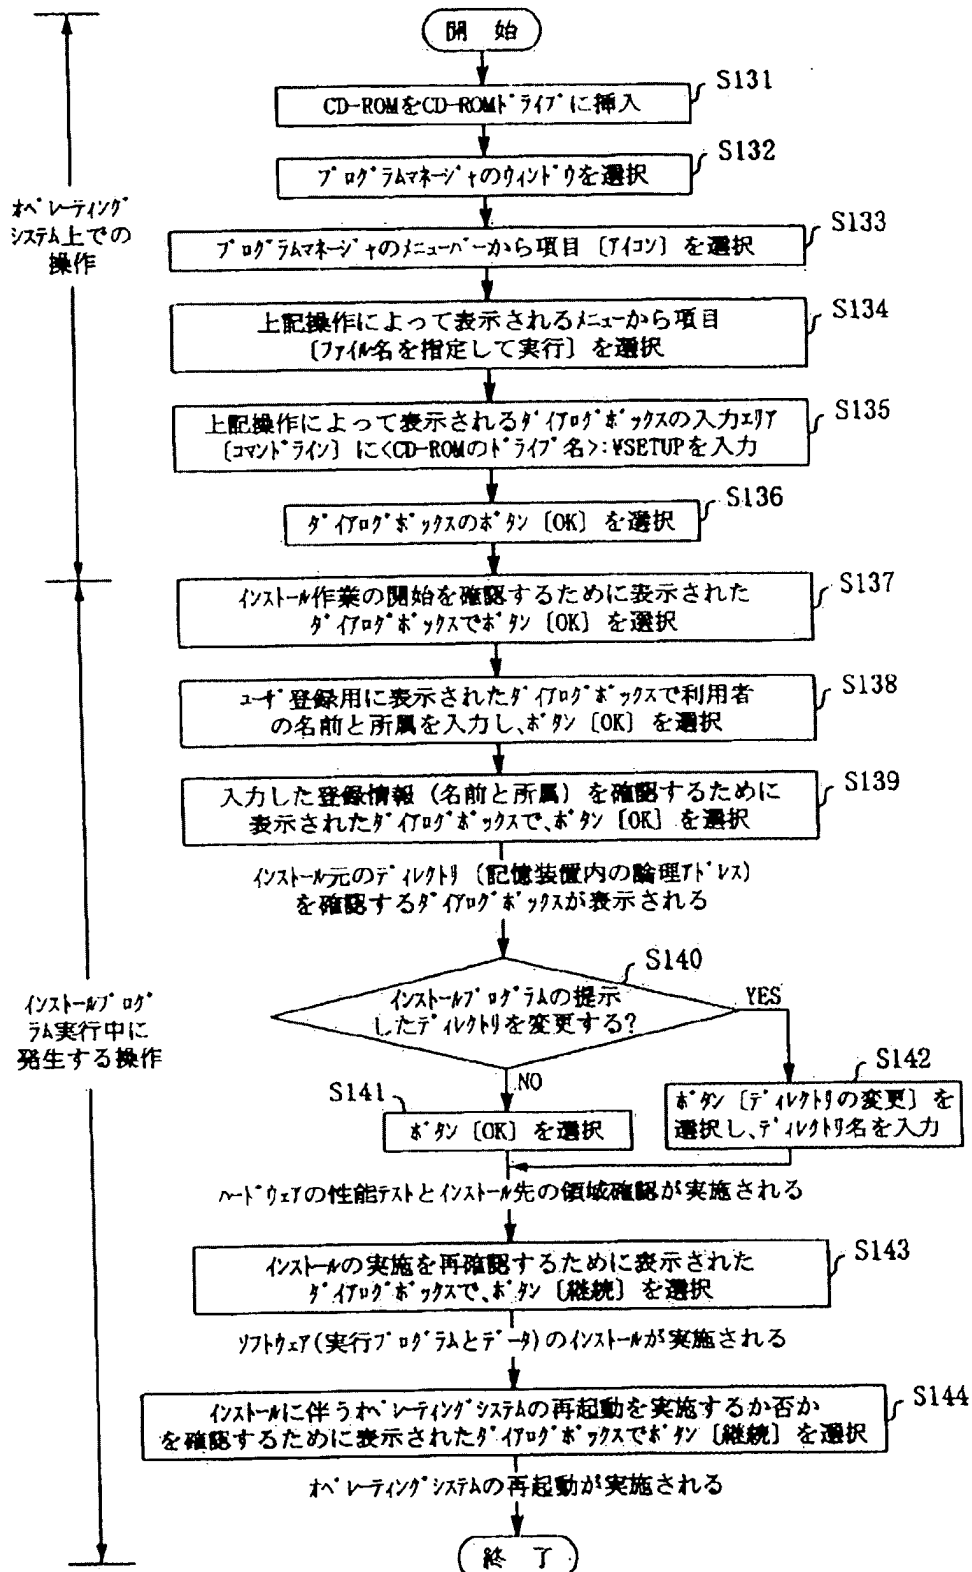 開 始
S131
CD-ROMをCD-ROMドライブに挿入
S132
プログラムマネージャのウィンドウを選択
S133
プログラムマネージャのメニューバーから項目〔アイコン〕を選択
S134
上記操作によって表示されるメニューから項目
〔ファイル名を指定して実行〕を選択
S135
上記操作によって表示されるダイアログボックスの入力エリア
〔コマンドライン〕に<CD-ROMのドライブ名>:¥SETUPを入力
S136
ダイアログボックスのボタン〔OK〕を選択
オペレーティング
システム上での
操作
S137
インストール作業の開始を確認するために表示された
ダイアログボックスでボタン〔OK〕を選択
S138
ユーザ登録用に表示されたダイアログボックスで利用者
の名前と所属を入力し、ボタン〔OK〕を選択
S139
入力した登録情報（名前と所属）を確認するために
表示されたダイアログボックスで、ボタン〔OK〕を選択
インストール元のディレクトリ（記憶装置内の論理アドレス）
を確認するダイアログボックスが表示される
S140
インストールプログラムの提示
したディレクトリを変更する?
YES
NO
S141
ボタン〔OK〕を選択
S142
ボタン〔ディレクトリの変更〕を
選択し、ディレクトリ名を入力
インストールプログ
ラム実行中に
発生する操作
ハードウェアの性能テストとインストール先の領域確認が実施される
S143
インストールの実施を再確認するために表示された
ダイアログボックスで、ボタン〔継続〕を選択
ソフトウェア(実行プログラムとデータ)のインストールが実施される
S144
インストールに伴うオペレーティングシステムの再起動を実施するか否か
を確認するために表示されたダイアログボックスでボタン〔継続〕を選択
オペレーティングシステムの再起動が実施される
終 了